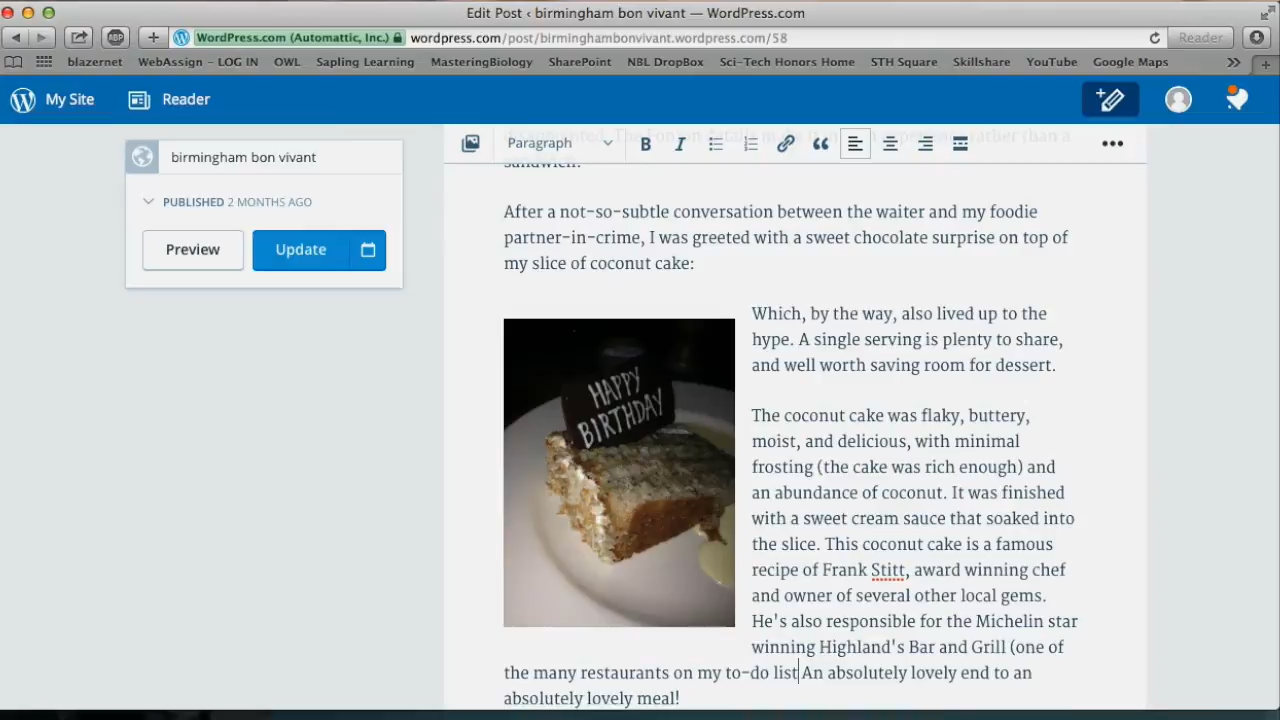 Edit Post ‹ birmingham bon vivant — WordPress.com
ABP WordPress.com (Automattic, Inc.) wordpress.com/post/birminghambonvivant.wordpress.com/58 Reader
blazernet WebAssign - LOG IN OWL Sapling Learning MasteringBiology SharePoint NBL DropBox Sci-Tech Honors Home STH Square Skillshare YouTube Google Maps
My Site Reader
birmingham bon vivant
PUBLISHED 2 MONTHS AGO
Preview Update
Paragraph B I
sandwich.
After a not-so-subtle conversation between the waiter and my foodie
partner-in-crime, I was greeted with a sweet chocolate surprise on top of
my slice of coconut cake:
HAPPY
BIRTHDAY
Which, by the way, also lived up to the
hype. A single serving is plenty to share,
and well worth saving room for dessert.
The coconut cake was flaky, buttery,
moist, and delicious, with minimal
frosting (the cake was rich enough) and
an abundance of coconut. It was finished
with a sweet cream sauce that soaked into
the slice. This coconut cake is a famous
recipe of Frank Stitt, award winning chef
and owner of several other local gems.
He's also responsible for the Michelin star
winning Highland's Bar and Grill (one of
the many restaurants on my to-do list An absolutely lovely end to an
absolutely lovely meal!